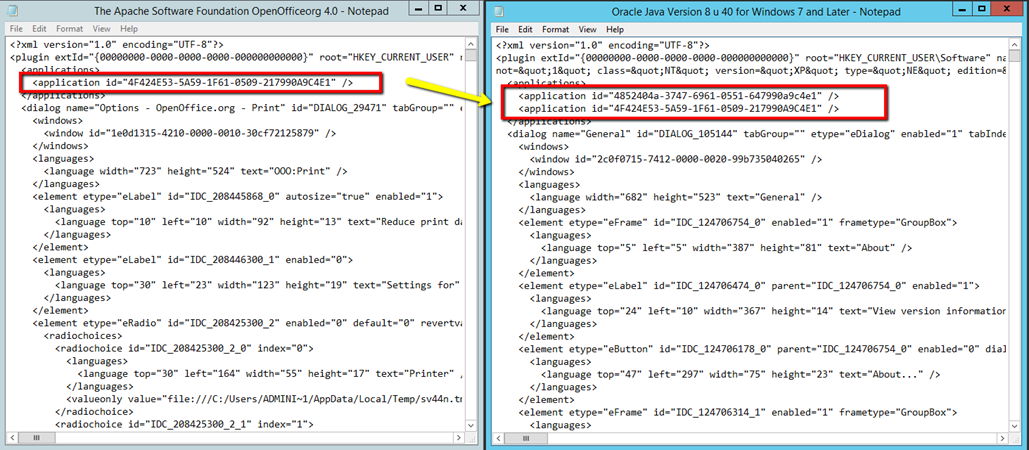 The Apache Software Foundation OpenOfficeorg 4.0 - Notepad
File Edit Format View Help
<?xml version="1.0" encoding="UTF-8"?>
<plugin extId="{00000000-0000-0000-0000-000000000000}" root="HKEY_CURRENT_USER"
<applications>
<application id="4F424E53-5A59-1F61-0509-217990A9C4E1" />
</applications>
<dialog name="Options - OpenOffice.org - Print" id="DIALOG_29471" tabGroup=""
<windows>
<window id="1e0d1315-4210-0000-0010-30cf72125879" />
</windows>
<languages>
<language width="723" height="524" text="OOO:Print" />
</languages>
<element etype="eLabel" id="IDC_208445868_0" autosize="true" enabled="1">
<languages>
<language top="10" left="10" width="92" height="13" text="Reduce print da
</languages>
</element>
<element etype="eLabel" id="IDC_208446300_1" enabled="0">
<languages>
<language top="30" left="23" width="123" height="19" text="Settings for"
</languages>
</element>
<element etype="eRadio" id="IDC_208425300_2" enabled="0" default="0" revertva
<radiochoices>
<radiochoice id="IDC_208425300_2_0" index="0">
<languages>
<language top="30" left="164" width="55" height="17" text="Printer"
</languages>
<valueonly value="file:///C:/Users/ADMINI~1/AppData/Local/Temp/sv44n.tm
</radiochoice>
<radiochoice id="IDC_208425300_2_1" index="1">
Oracle Java Version 8 u 40 for Windows 7 and Later - Notepad
File Edit Format View Help
<?xml version="1.0" encoding="UTF-8"?>
<plugin extId="{00000000-0000-0000-0000-000000000000}" root="HKEY_CURRENT_USER\Software" na
not=&quot;1&quot; class=&quot;NT&quot; version=&quot;XP&quot; type=&quot;NE&quot; edition=&
<applications>
<application id="4852404a-3747-6961-0551-647990a9c4e1" />
<application id="4F424E53-5A59-1F61-0509-217990A9C4E1" />
</applications>
<dialog name="General" id="DIALOG_105144" tabGroup="" etype="eDialog" enabled="1" tabInde
<windows>
<window id="2c0f0715-7412-0000-0020-99b735040265" />
</windows>
<languages>
<language width="682" height="523" text="General" />
</languages>
<element etype="eFrame" id="IDC_124706754_0" enabled="1" frametype="GroupBox">
<languages>
<language top="5" left="5" width="387" height="81" text="About" />
</languages>
</element>
<element etype="eLabel" id="IDC_124706474_0" parent="IDC_124706754_0" enabled="1">
<languages>
<language top="24" left="10" width="367" height="14" text="View version information
</languages>
</element>
<element etype="eButton" id="IDC_124706178_0" parent="IDC_124706754_0" enabled="0" dial
<languages>
<language top="47" left="297" width="75" height="23" text="About..." />
</languages>
</element>
<element etype="eFrame" id="IDC_124706314_1" enabled="1" frametype="GroupBox">
<languages>